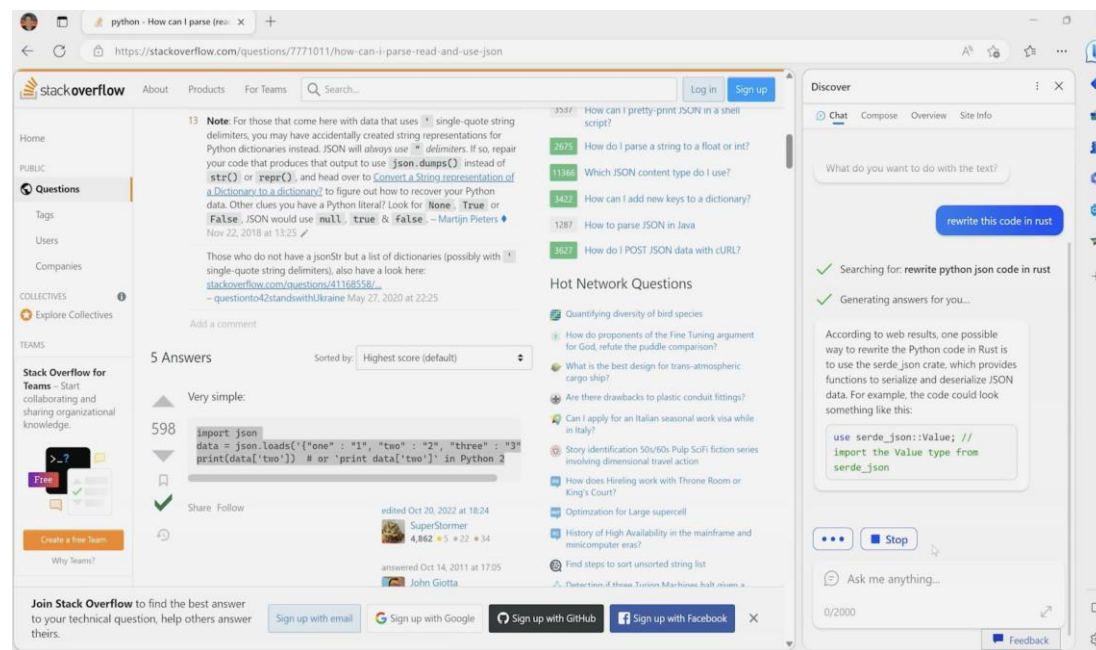 python - How can I parse (rea
https://stackoverflow.com/questions/7771011/how-can-i-parse-read-and-use-json
stackoverflow
About
Products
For Teams
Search...
Log in
Sign up
Home
PUBLIC
Questions
Tags
Users
Companies
COLLECTIVES
Explore Collectives
TEAMS
Stack Overflow for
Teams – Start
collaborating and
sharing organizational
knowledge.
>_?
Free
Create a free Team
Why Teams?
13 Note: For those that come here with data that uses ' single-quote string
delimiters, you may have accidentally created string representations for
Python dictionaries instead. JSON will always use " delimiters. If so, repair
your code that produces that output to use json.dumps() instead of
str() or repr(), and head over to Convert a String representation of
a Dictionary to a dictionary? to figure out how to recover your Python
data. Other clues you have a Python literal? Look for None, True or
False, JSON would use null, true & false. – Martijn Pieters
Nov 22, 2018 at 13:25
Those who do not have a jsonStr but a list of dictionaries (possibly with '
single-quote string delimiters), also have a look here:
stackoverflow.com/questions/41168558/...
– questionto42standswithUkraine May 27, 2020 at 22:25
Add a comment
5 Answers
Sorted by:
Highest score (default)
598
Very simple:
import json
data = json.loads('{"one" : "1", "two" : "2", "three" : "3"
print(data['two']) # or 'print data['two']' in Python 2
Share Follow
edited Oct 20, 2022 at 18:24
SuperStormer
4,862 5 22 34
answered Oct 14, 2011 at 17:05
John Giotta
3537 How can I pretty-print JSON in a shell
script?
2675 How do I parse a string to a float or int?
11366 Which JSON content type do I use?
3422 How can I add new keys to a dictionary?
1287 How to parse JSON in Java
3627 How do I POST JSON data with cURL?
Hot Network Questions
Quantifying diversity of bird species
How do proponents of the Fine Tuning argument
for God, refute the puddle comparison?
What is the best design for trans-atmospheric
cargo ship?
Are there drawbacks to plastic conduit fittings?
Can I apply for an Italian seasonal work visa while
in Italy?
Story identification 50s/60s Pulp SciFi fiction series
involving dimensional travel action
How does Hireling work with Throne Room or
King's Court?
Optimzation for Large supercell
History of High Availability in the mainframe and
minicomputer eras?
Find steps to sort unsorted string list
Detecting if three Turing Machines halt given a
Join Stack Overflow to find the best answer
to your technical question, help others answer
theirs.
Sign up with email
Sign up with Google
Sign up with GitHub
Sign up with Facebook
Discover
Chat
Compose
Overview
Site Info
What do you want to do with the text?
rewrite this code in rust
Searching for: rewrite python json code in rust
Generating answers for you...
According to web results, one possible
way to rewrite the Python code in Rust is
to use the serde_json crate, which provides
functions to serialize and deserialize JSON
data. For example, the code could look
something like this:
use serde_json::Value; //
import the Value type from
serde_json
Stop
Ask me anything...
0/2000
Feedback